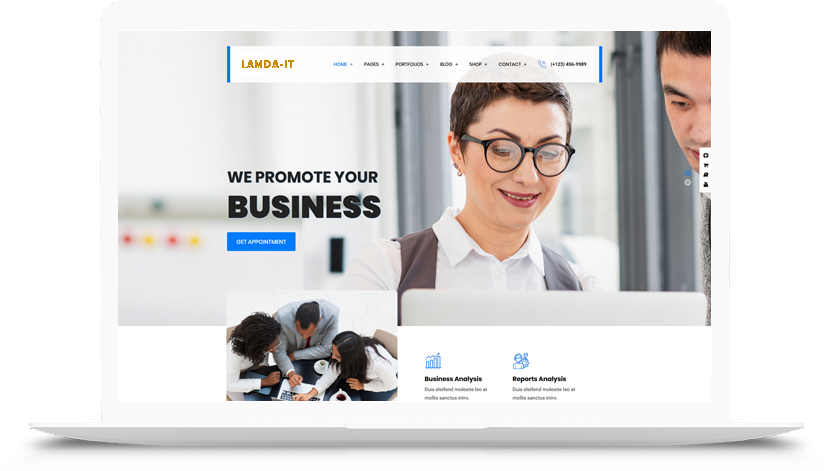 LAMDA-IT
HOME + PAGES + PORTFOLIOS + BLOG + SHOP + CONTACT + (+123) 456-9989
WE PROMOTE YOUR
BUSINESS
GET APPOINTMENT
Business Analysis
Duis eleifend molestie leo at
mollis sanctus intro.
Reports Analysis
Duis eleifend molestie leo at
mollis sanctus intro.